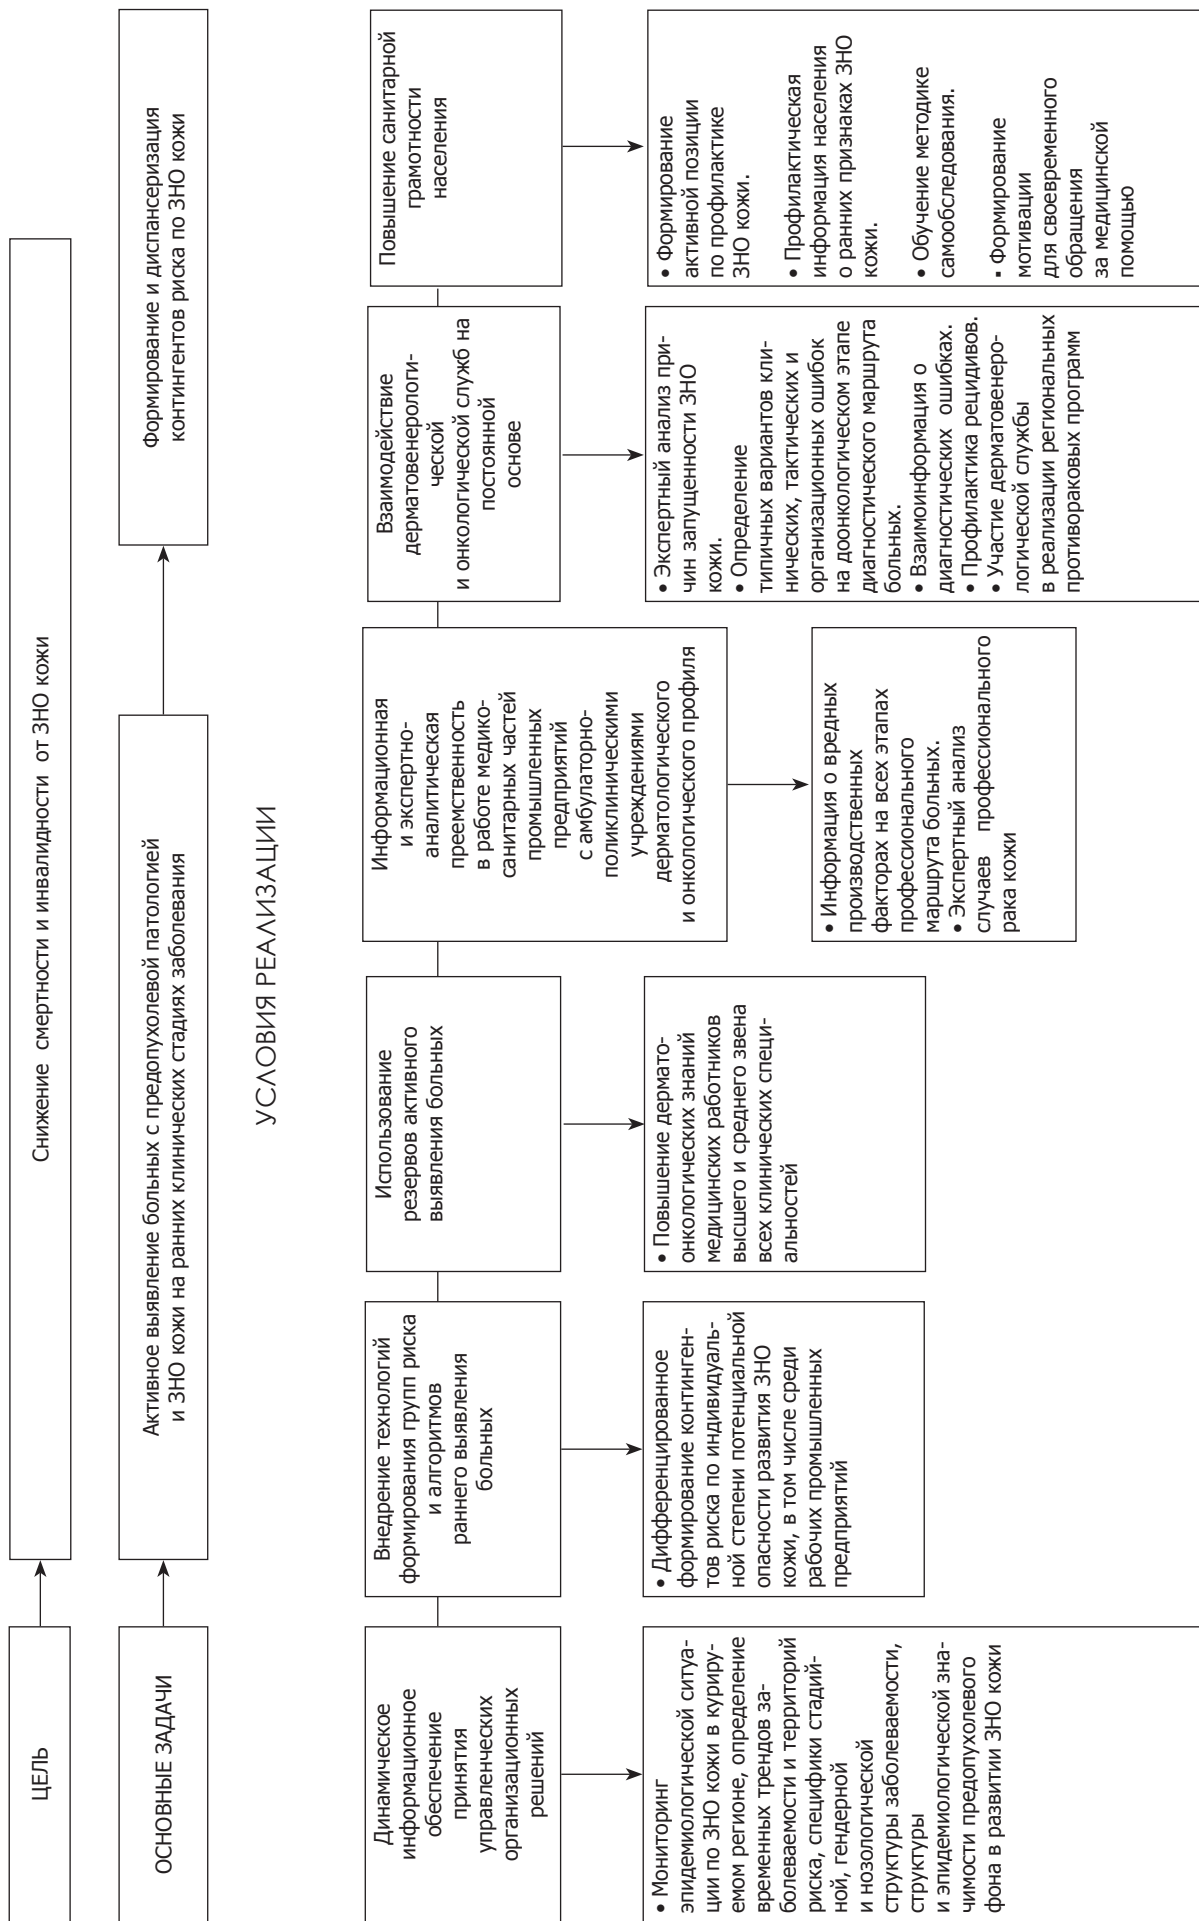 ЦЕЛЬ
Снижение смертности и инвалидности от ЗНО кожи
ОСНОВНЫЕ ЗАДАЧИ
Активное выявление больных с предопухолевой патологией
и ЗНО кожи на ранних клинических стадиях заболевания
Формирование и диспансеризация
контингентов риска по ЗНО кожи
УСЛОВИЯ РЕАЛИЗАЦИИ
Динамическое
информационное
обеспечение
принятия
управленческих
организационных
решений
• Мониторинг
эпидемиологической ситуа-
ции по ЗНО кожи в куриру-
емом регионе, определение
временных трендов за-
болеваемости и территорий
риска, специфики стадий-
ной, гендерной
и нозологической
структуры заболеваемости,
структуры
и эпидемиологической зна-
чимости предопухолевого
фона в развитии ЗНО кожи
Внедрение технологий
формирования групп риска
и алгоритмов
раннего выявления
больных
• Дифференцированное
формирование континген-
тов риска по индивидуаль-
ной степени потенциальной
опасности развития ЗНО
кожи, в том числе среди
рабочих промышленных
предприятий
Использование
резервов активного
выявления больных
• Повышение дермато-
онкологических знаний
медицинских работников
высшего и среднего звена
всех клинических специ-
альностей
Информационная
и экспертно-
аналитическая
преемственность
в работе медико-
санитарных частей
промышленных
предприятий
с амбулаторно-
поликлиническими
учреждениями
дерматологического
и онкологического профиля
• Информация о вредных
производственных
факторах на всех этапах
профессионального
маршрута больных.
• Экспертный анализ
случаев профессионального
рака кожи
Взаимодействие
дерматовенерологи-
ческой
и онкологической служб на
постоянной
основе
• Экспертный анализ при-
чин запущенности ЗНО
кожи.
• Определение
типичных вариантов кли-
нических, тактических и
организационных ошибок
на доонкологическом этапе
диагностического маршрута
больных.
• Взаимоинформация о
диагностических ошибках.
• Профилактика рецидивов.
• Участие дерматовенеро-
логической службы
в реализации региональных
противораковых программ
Повышение санитарной
грамотности
населения
• Формирование
активной позиции
по профилактике
ЗНО кожи.
• Профилактическая
информация населения
о ранних признаках ЗНО
кожи.
• Обучение методике
самообследования.
▪ Формирование
мотивации
для своевременного
обращения
за медицинской
помощью